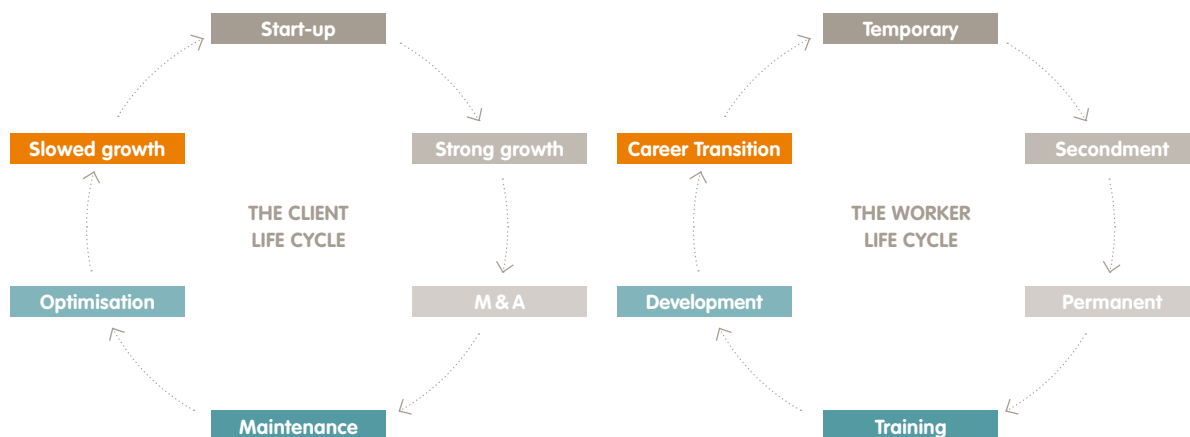 Start-up
Strong growth
M & A
Maintenance
Optimisation
Slowed growth
THE CLIENT
LIFE CYCLE
Temporary
Secondment
Permanent
Training
Development
Career Transition
THE WORKER
LIFE CYCLE